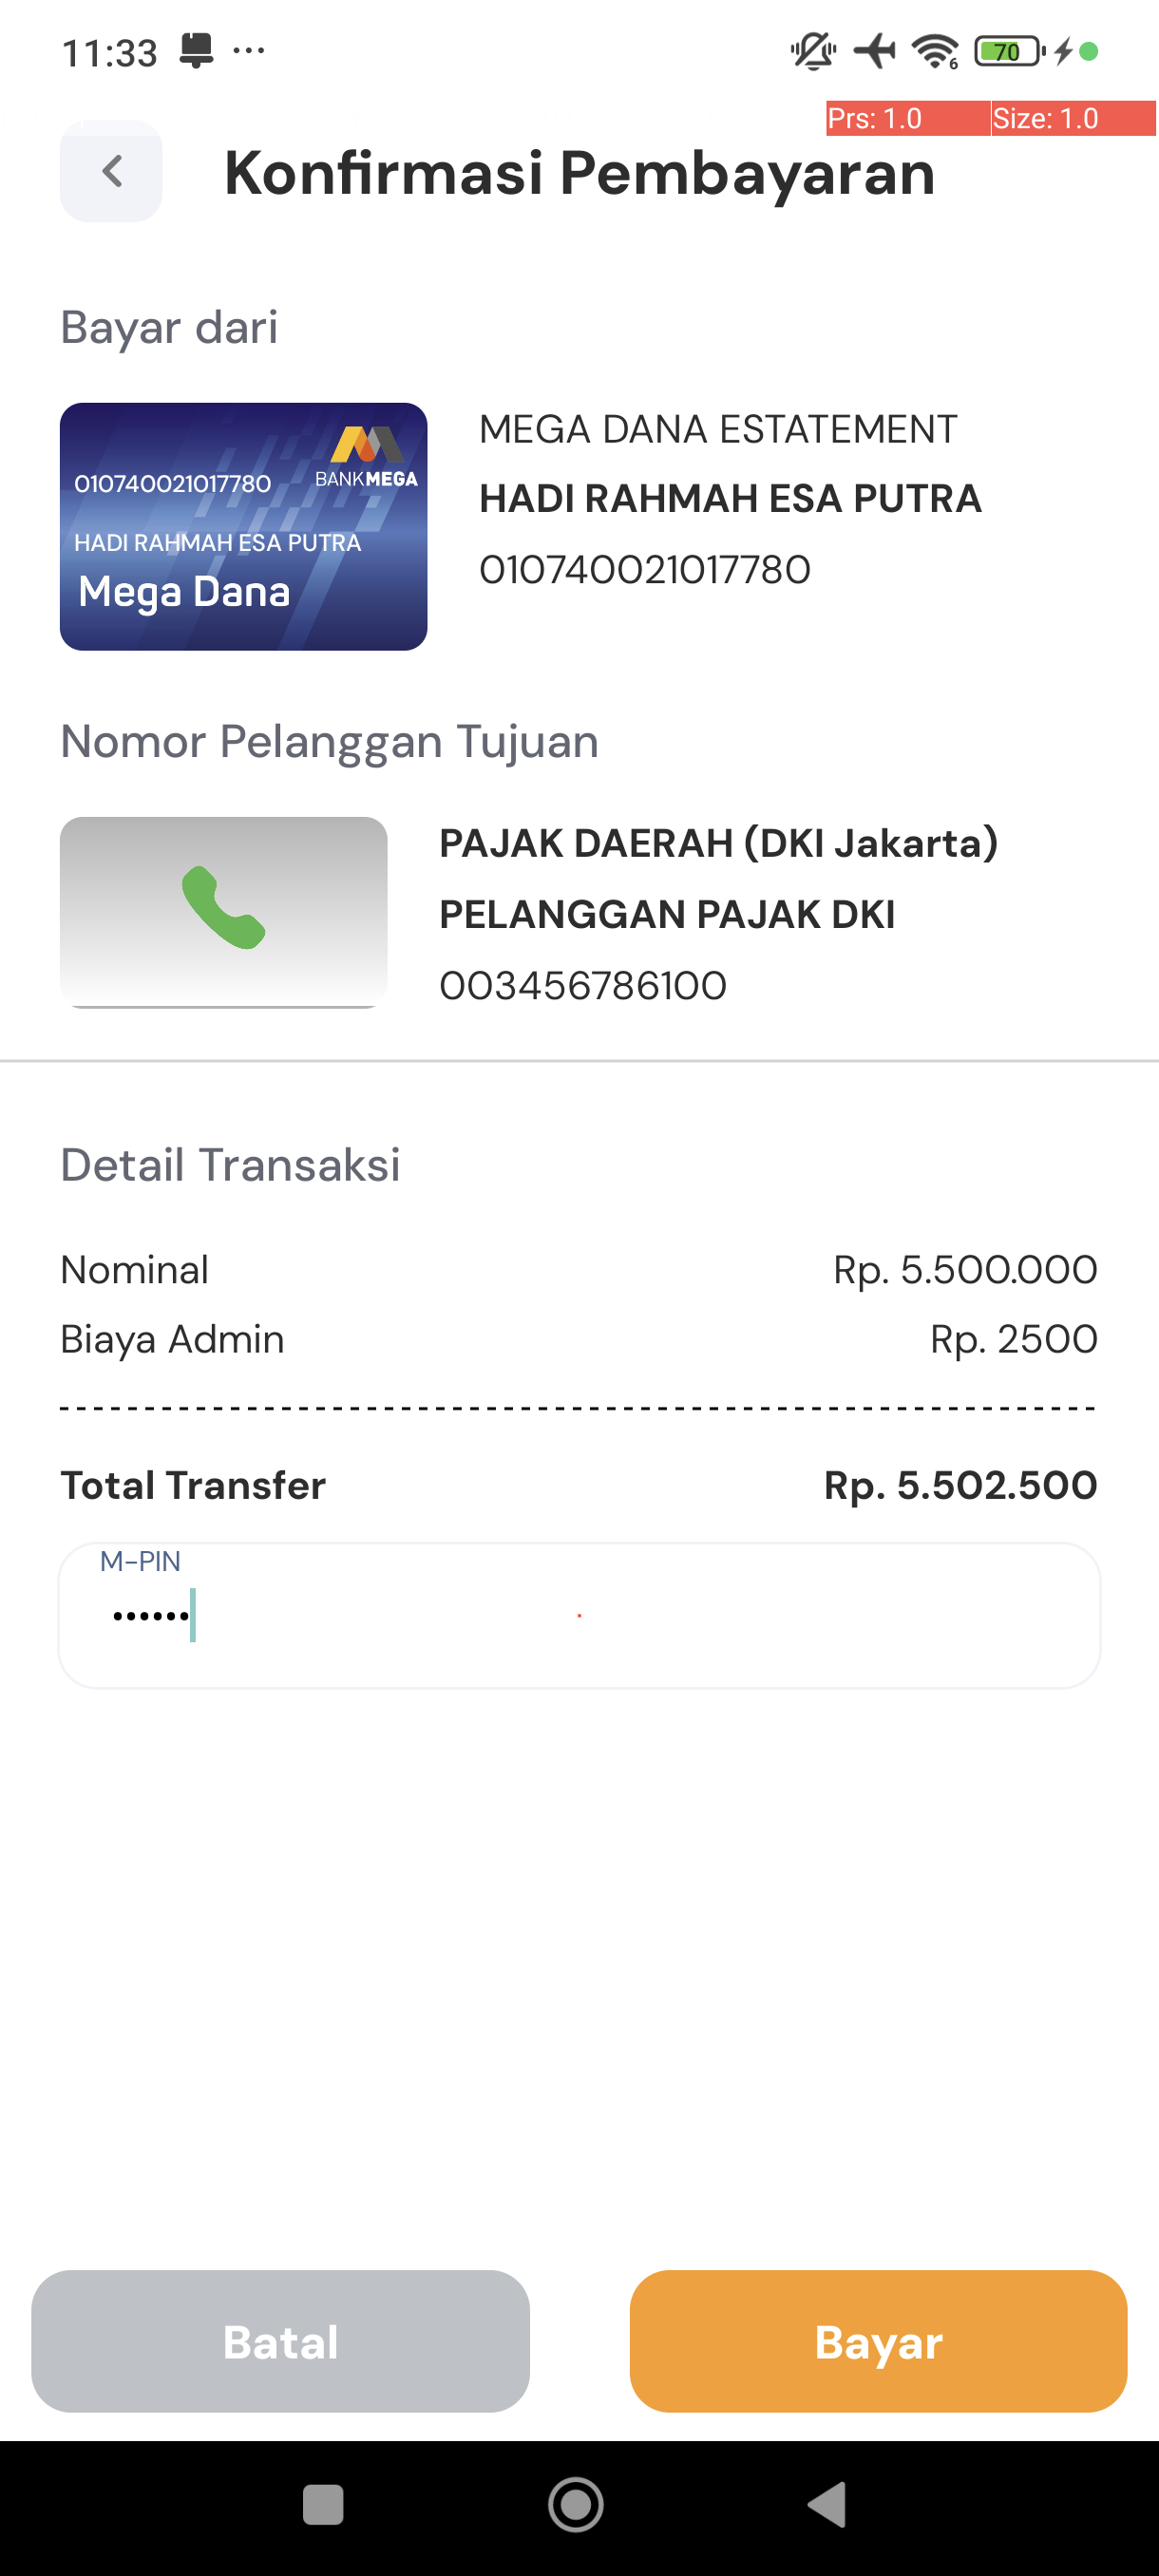 11:33
6
70
Prs: 1.0 Size: 1.0
Konfirmasi Pembayaran
Bayar dari
010740021017780
BANKMEGA
HADI RAHMAH ESA PUTRA
Mega Dana
MEGA DANA ESTATEMENT
HADI RAHMAH ESA PUTRA
010740021017780
Nomor Pelanggan Tujuan
PAJAK DAERAH (DKI Jakarta)
PELANGGAN PAJAK DKI
003456786100
Detail Transaksi
Nominal Rp. 5.500.000
Biaya Admin Rp. 2500
Total Transfer Rp. 5.502.500
M-PIN
••••••
Batal Bayar